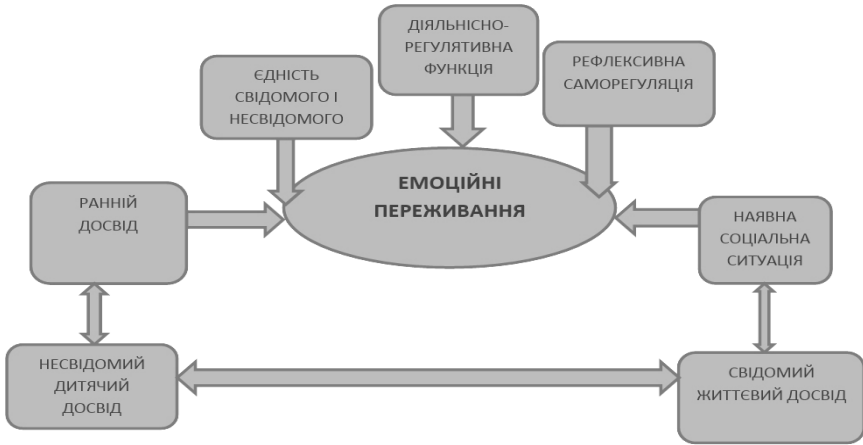 ДІЯЛЬНІСНО-
РЕГУЛЯТИВНА
ФУНКЦІЯ
ЄДНІСТЬ
СВІДОМОГО І
НЕСВІДОМОГО
РЕФЛЕКСИВНА
САМОРЕГУЛЯЦІЯ
ЕМОЦІЙНІ
ПЕРЕЖИВАННЯ
РАННІЙ
ДОСВІД
НАЯВНА
СОЦІАЛЬНА
СИТУАЦІЯ
НЕСВІДОМИЙ
ДИТЯЧИЙ
ДОСВІД
СВІДОМИЙ
ЖИТТЄВИЙ ДОСВІД